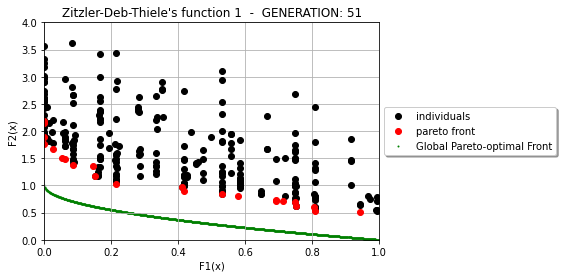 Zitzler-Deb-Thiele's function 1 - GENERATION: 51
4.0
3.5
3.0
2.5
2.0
1.5
1.0
0.5
0.0
F2(x)
0.0 0.2 0.4 0.6 0.8 1.0
F1(x)
individuals
pareto front
Global Pareto-optimal Front